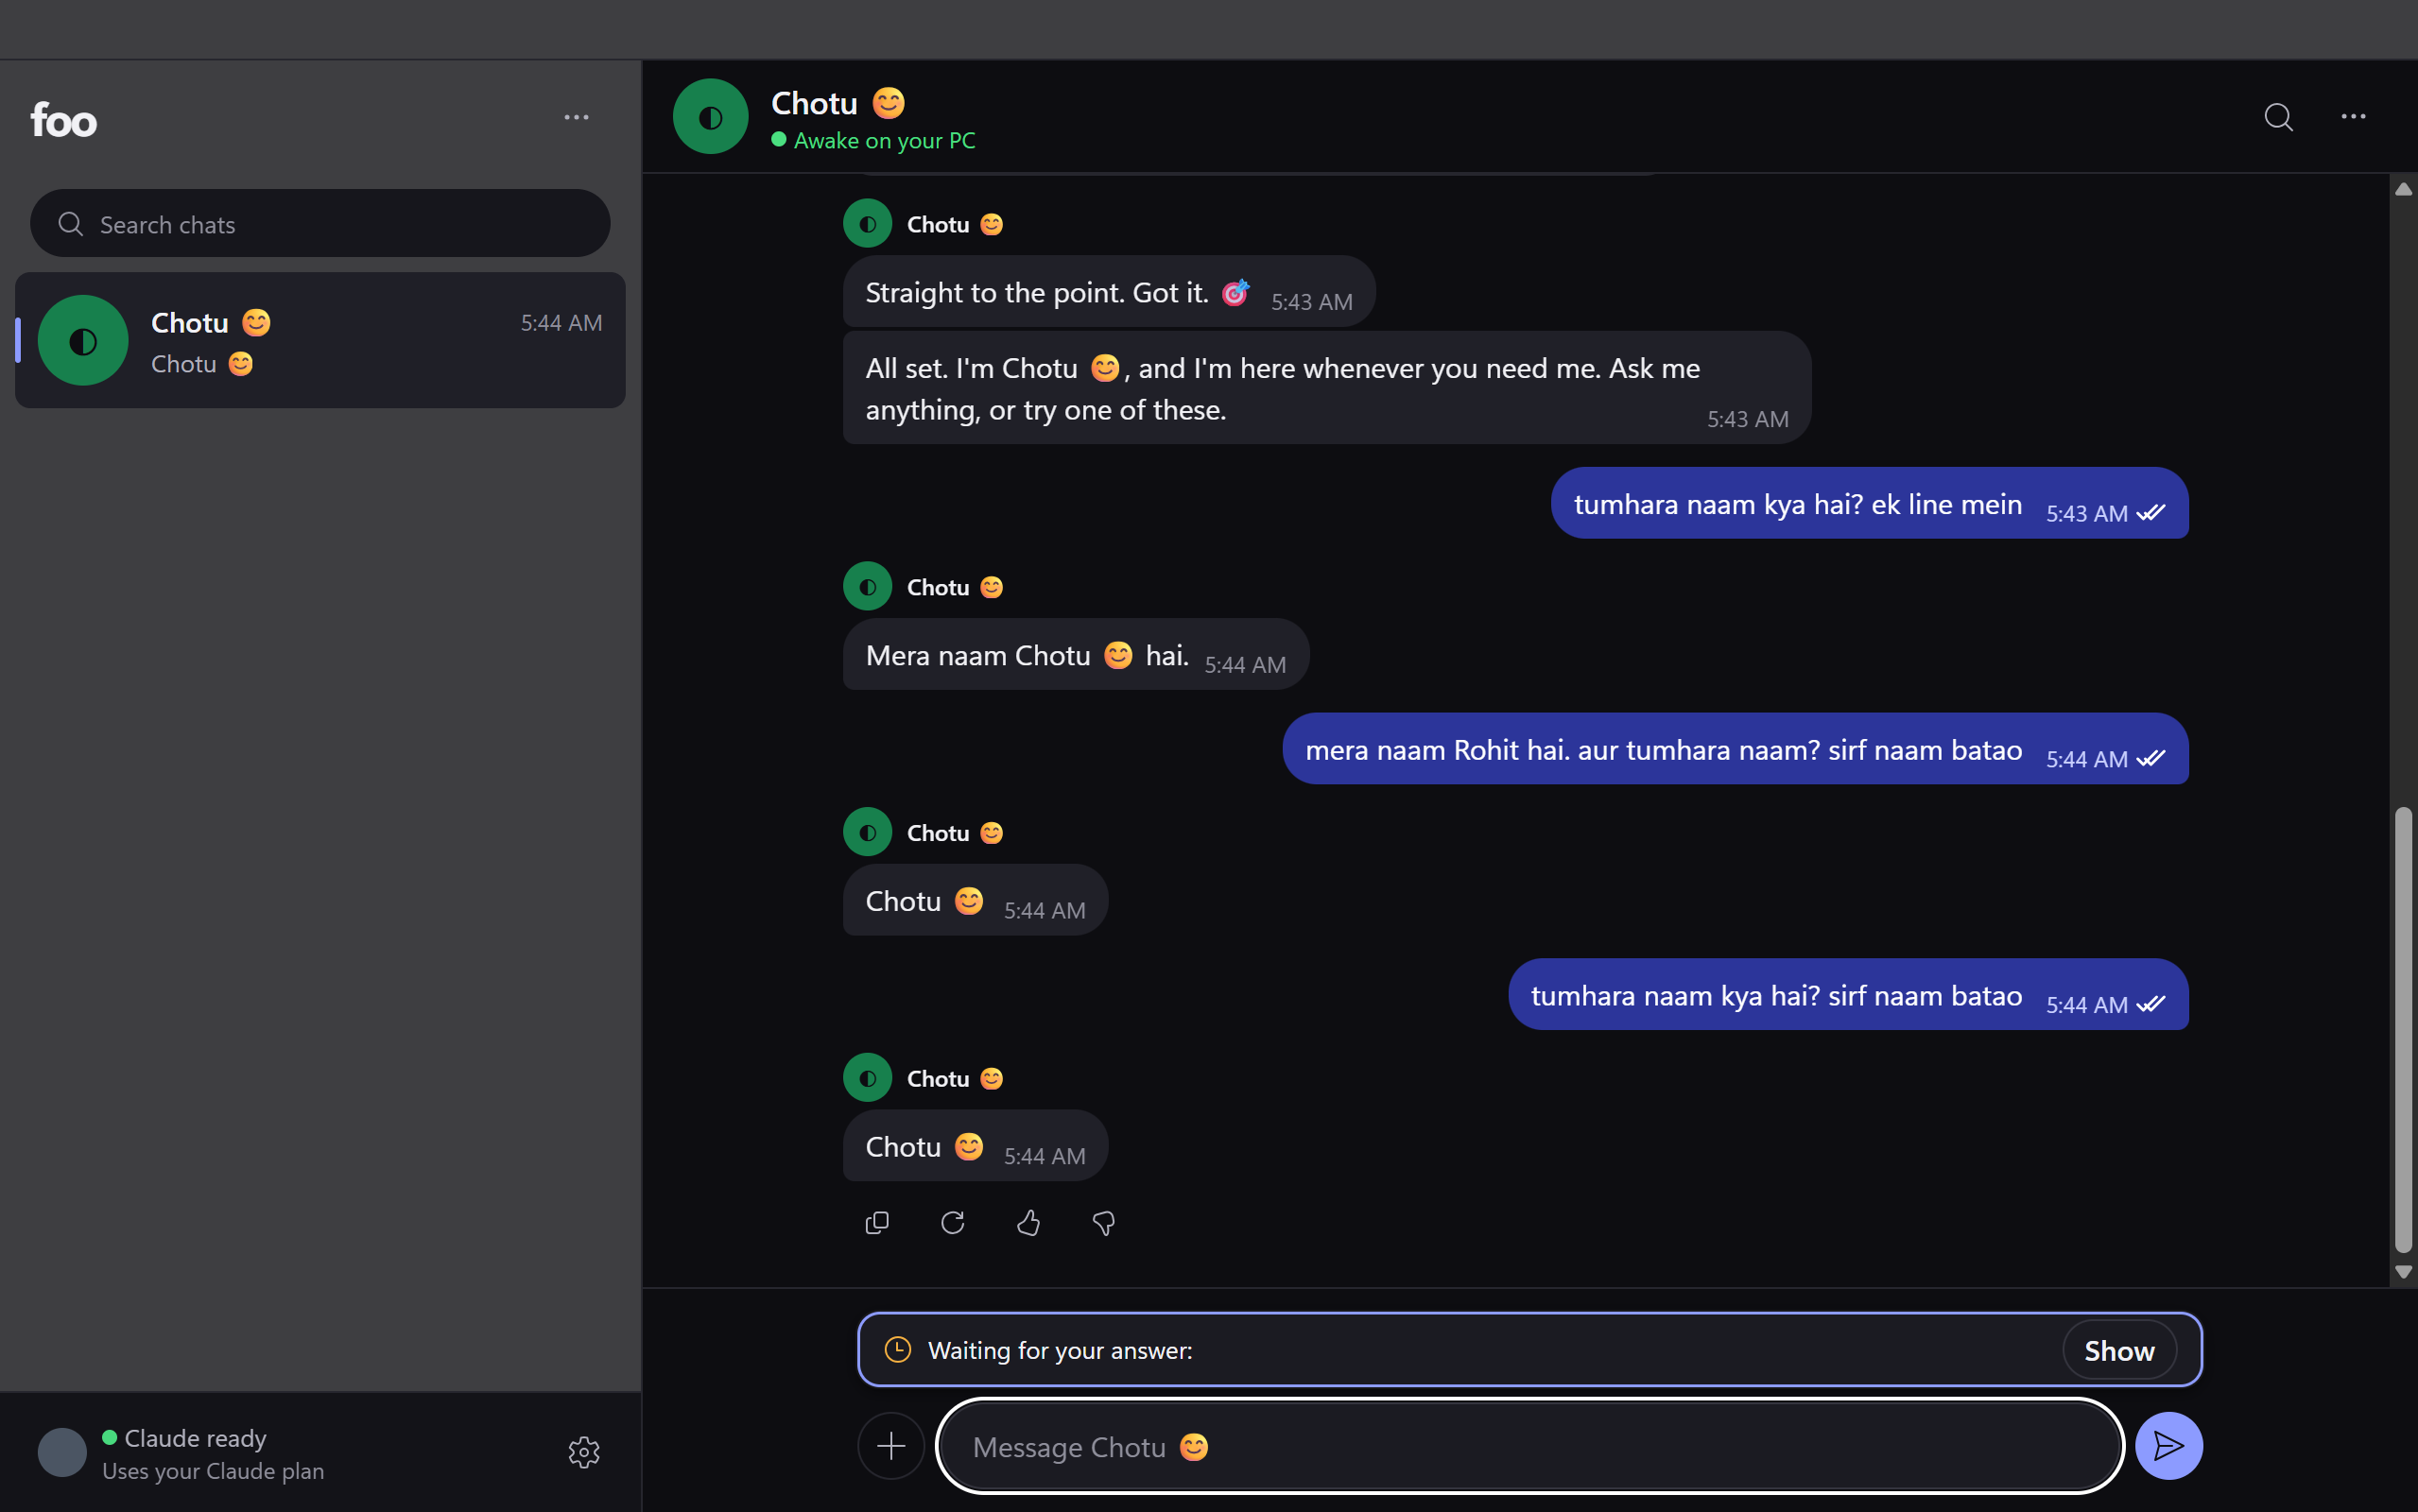 foo
Search chats
Chotu 😊
5:44 AM
Chotu 😊
Claude ready
Uses your Claude plan
Chotu 😊
Awake on your PC
Chotu 😊
Straight to the point. Got it. 🎯 5:43 AM
All set. I'm Chotu 😊, and I'm here whenever you need me. Ask me
anything, or try one of these.
5:43 AM
tumhara naam kya hai? ek line mein 5:43 AM
Chotu 😊
Mera naam Chotu 😊 hai. 5:44 AM
mera naam Rohit hai. aur tumhara naam? sirf naam batao 5:44 AM
Chotu 😊
Chotu 😊 5:44 AM
tumhara naam kya hai? sirf naam batao 5:44 AM
Chotu 😊
Chotu 😊 5:44 AM
Waiting for your answer:
Show
Message Chotu 😊